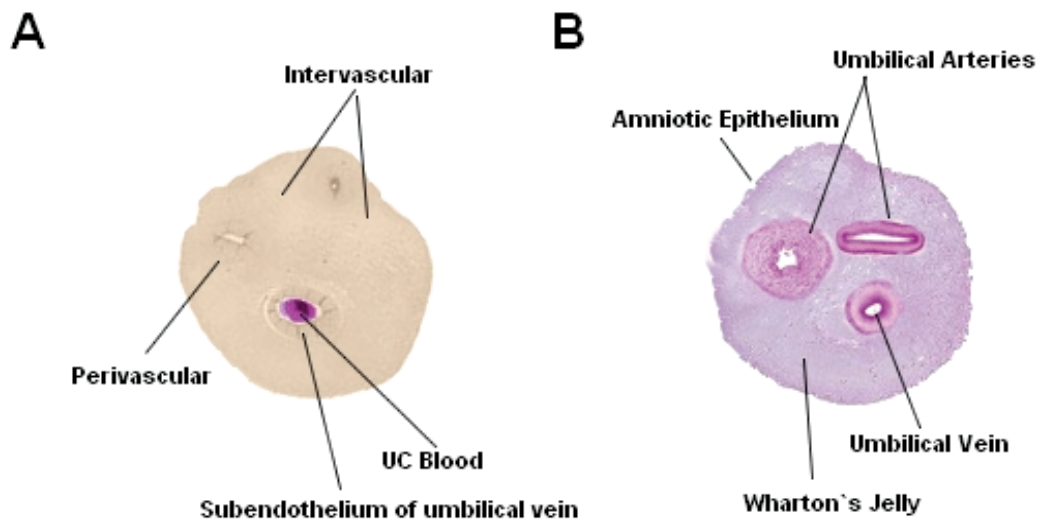 A
Intervascular
Perivascular
UC Blood
Subendothelium of umbilical vein
B
Umbilical Arteries
Amniotic Epithelium
Umbilical Vein
Wharton`s Jelly